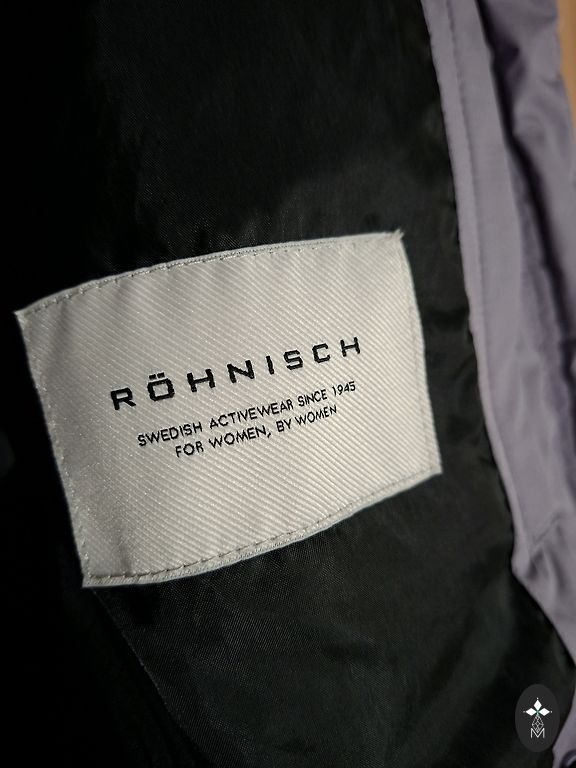 RÖHNISCH
SWEDISH ACTIVEWEAR SINCE 1945
FOR WOMEN, BY WOMEN